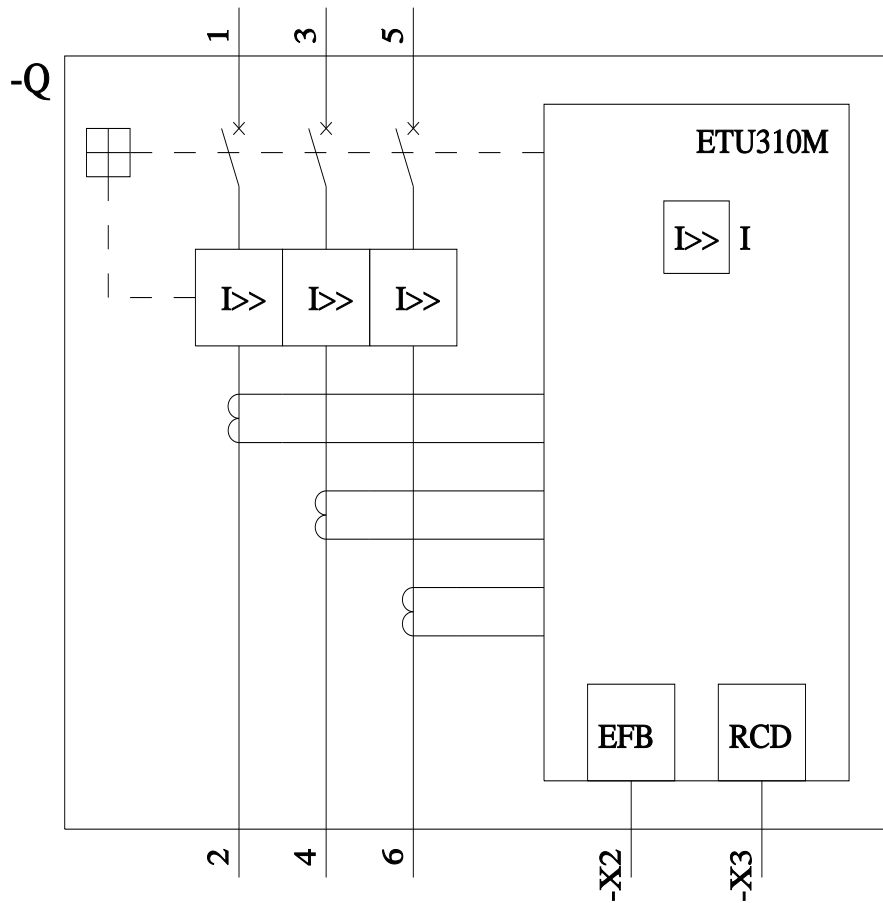 1 3 5
-Q
ETU310M
I>> I
I>> I>> I>>
EFB RCD
2 4 6 -X2 -X3